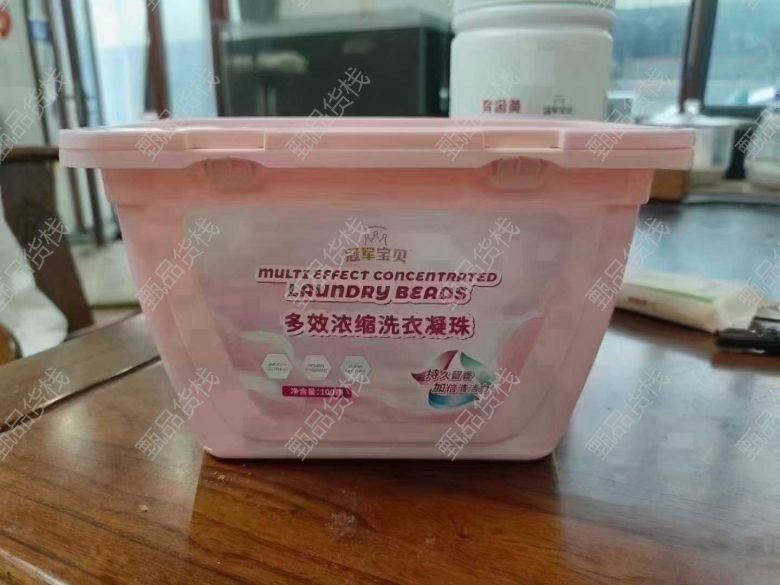 冠军宝贝
MULTI EFFECT CONCENTRATED
LAUNDRY BEADS
多效浓缩洗衣凝珠
持久留香
加倍清洁
甄品货栈